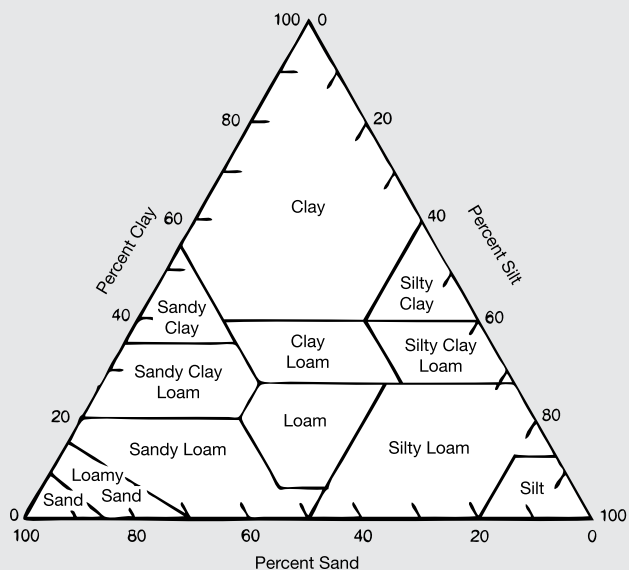 100 0
80
20
Clay
60
40
Percent Clay
Percent Silt
Silty
Clay
Sandy
Clay
40
60
Clay
Loam
Silty Clay
Loam
Sandy Clay
Loam
20
80
Loam
Sandy Loam
Silty Loam
Loamy
Sand
Sand
Silt
0
100
100
80
60
40
20
0
Percent Sand